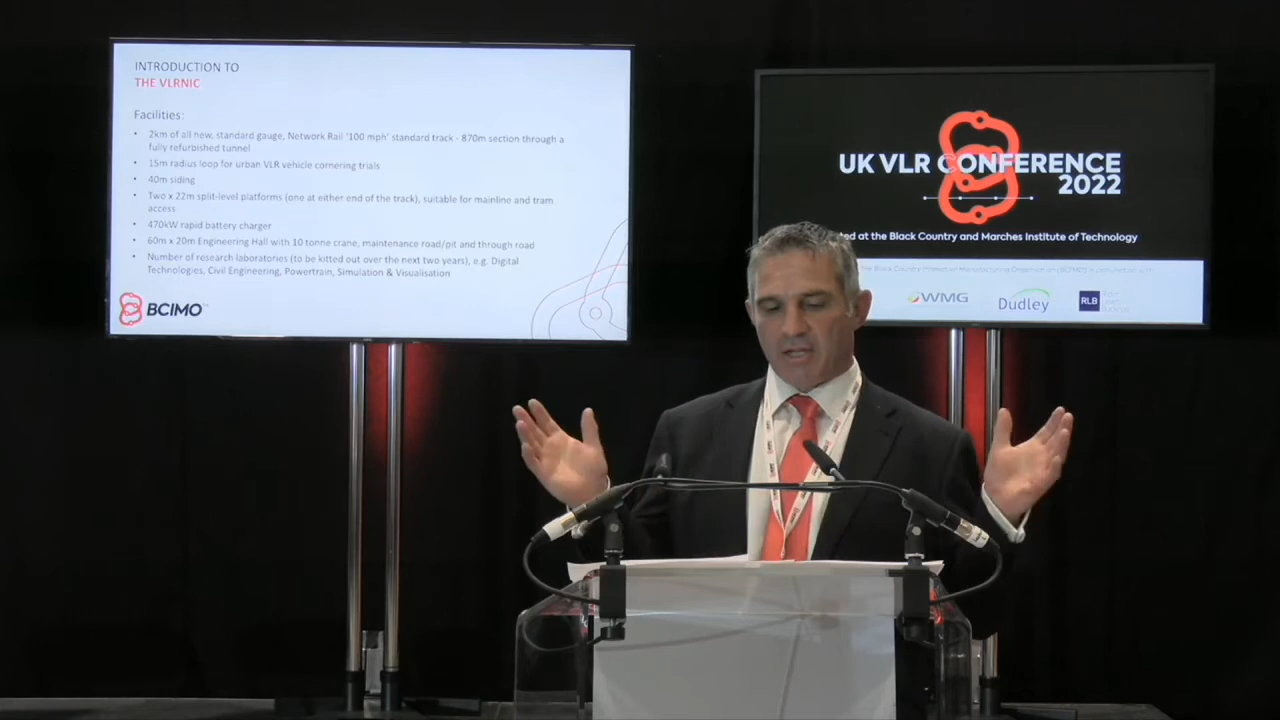 INTRODUCTION TO
THE VLRNIC
Facilities:
• 2km of all new, standard gauge, Network Rail '100 mph' standard track - 870m section through a
fully refurbished tunnel
• 15m radius loop for urban VLR vehicle cornering trials
• 40m siding
• Two x 22m split-level platforms (one at either end of the track), suitable for mainline and tram
access
• 470kW rapid battery charger
• 60m x 20m Engineering Hall with 10 tonne crane, maintenance road/pit and through road
• Number of research laboratories (to be kitted out over the next two years), e.g. Digital
Technologies, Civil Engineering, Powertrain, Simulation & Visualisation
BCIMO
UK VLR CONFERENCE
2022
at the Black Country and Marches Institute of Technology
WMG
Dudley
RLB